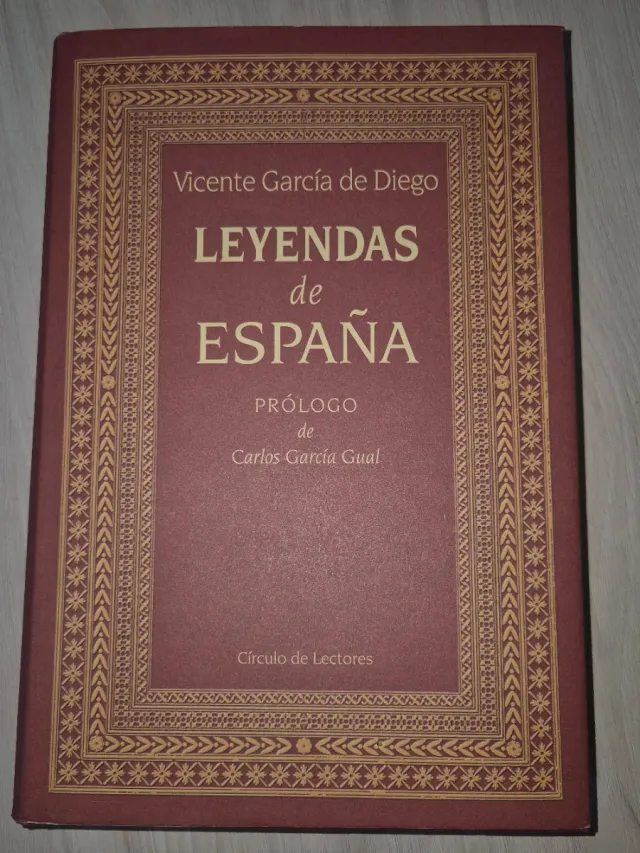 Vicente García de Diego
LEYENDAS
de
ESPAÑA
PRÓLOGO
de
Carlos García Gual
Círculo de Lectores